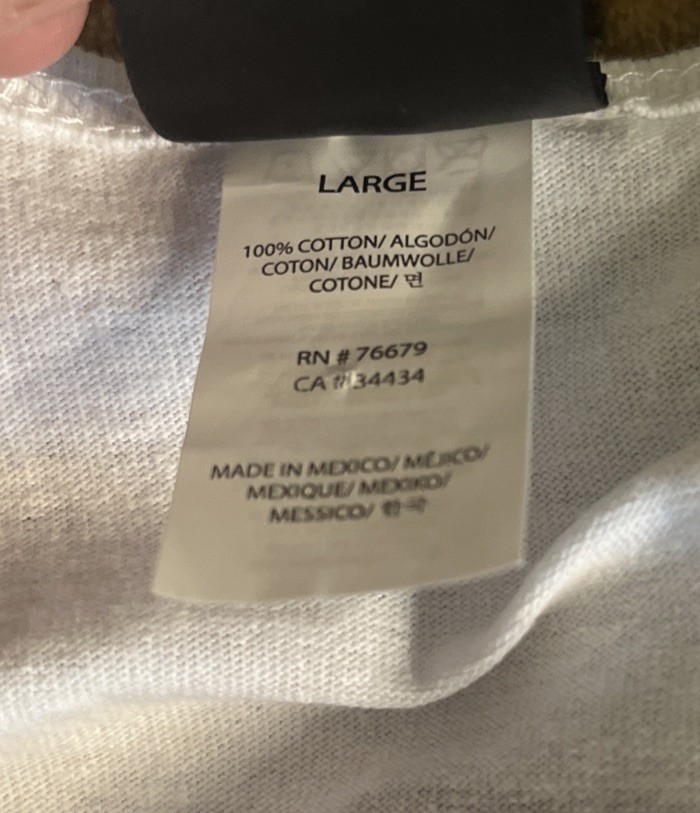 LARGE
100% COTTON/ ALGODÓN/
COTON/ BAUMWOLLE/
COTONE/ 면
RN # 76679
CA # 34434
MADE IN MEXICO/ MÉJICO/
MEXIQUE/ MEXIKO/
MESSICO/